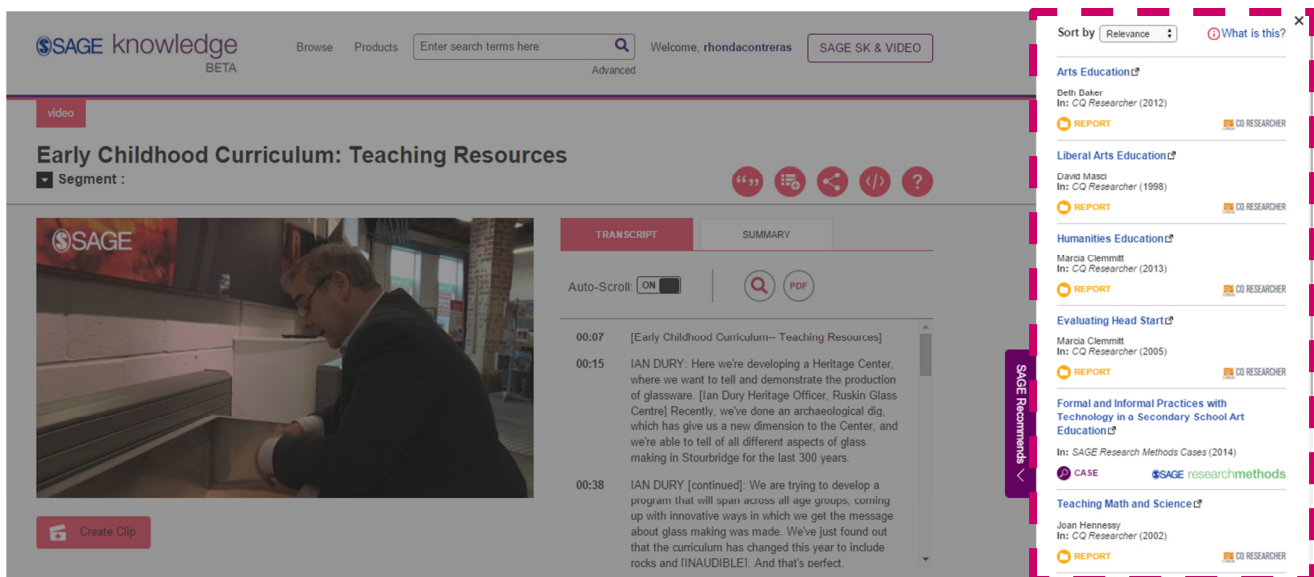 SAGE knowledge
BETA
Browse
Products
Enter search terms here
Advanced
Welcome, rhondacontreras
SAGE SK & VIDEO
video
Early Childhood Curriculum: Teaching Resources
Segment :
“ ”
</>
?
SAGE
Create Clip
TRANSCRIPT
SUMMARY
Auto-Scroll: ON
PDF
00:07
[Early Childhood Curriculum-- Teaching Resources]
00:15
IAN DURY: Here we're developing a Heritage Center,
where we want to tell and demonstrate the production
of glassware. [Ian Dury Heritage Officer, Ruskin Glass
Centre] Recently, we've done an archaeological dig,
which has give us a new dimension to the Center, and
we're able to tell of all different aspects of glass
making in Stourbridge for the last 300 years.
00:38
IAN DURY [continued]: We are trying to develop a
program that will span across all age groups, coming
up with innovative ways in which we get the message
about glass making was made. We've just found out
that the curriculum has changed this year to include
rocks and [INAUDIBLE]. And that's perfect.
SAGE Recommends
×
Sort by Relevance
What is this?
Arts Education
Beth Baker
In: CQ Researcher (2012)
REPORT
CQ RESEARCHER
Liberal Arts Education
David Masci
In: CQ Researcher (1998)
REPORT
CQ RESEARCHER
Humanities Education
Marcia Clemmitt
In: CQ Researcher (2013)
REPORT
CQ RESEARCHER
Evaluating Head Start
Marcia Clemmitt
In: CQ Researcher (2005)
REPORT
CQ RESEARCHER
Formal and Informal Practices with
Technology in a Secondary School Art
Education
In: SAGE Research Methods Cases (2014)
CASE
SAGE researchmethods
Teaching Math and Science
Joan Hennessy
In: CQ Researcher (2002)
REPORT
CQ RESEARCHER